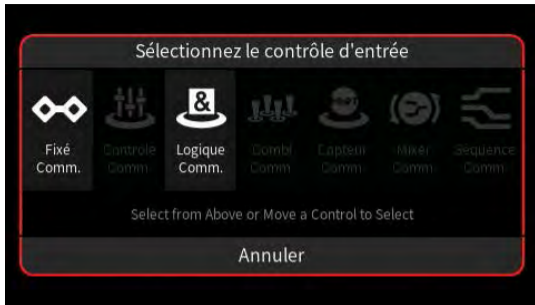 Sélectionnez le contrôle d'entrée
&
Fixé Comm.
Controle Comm.
Logique Comm.
Combi Comm.
Capteur Comm.
Mixer Comm.
Sequence Comm.
Select from Above or Move a Control to Select
Annuler